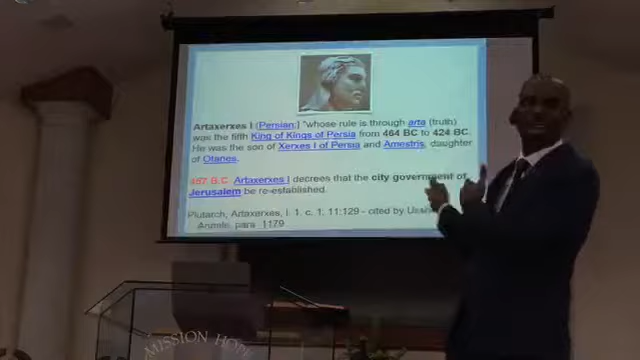 Artaxerxes I (Persian:] "whose rule is through arta (truth)
was the fifth King of Kings of Persia from 464 BC to 424 BC.
He was the son of Xerxes I of Persia and Amestris, daughter
of Otanes.
457 B.C Artaxerxes I decrees that the city government of
Jerusalem be re-established.
Plutarch, Artaxerxes, l. 1. c. 1. 11:129 - cited by
para 1179
MISSION HOPE